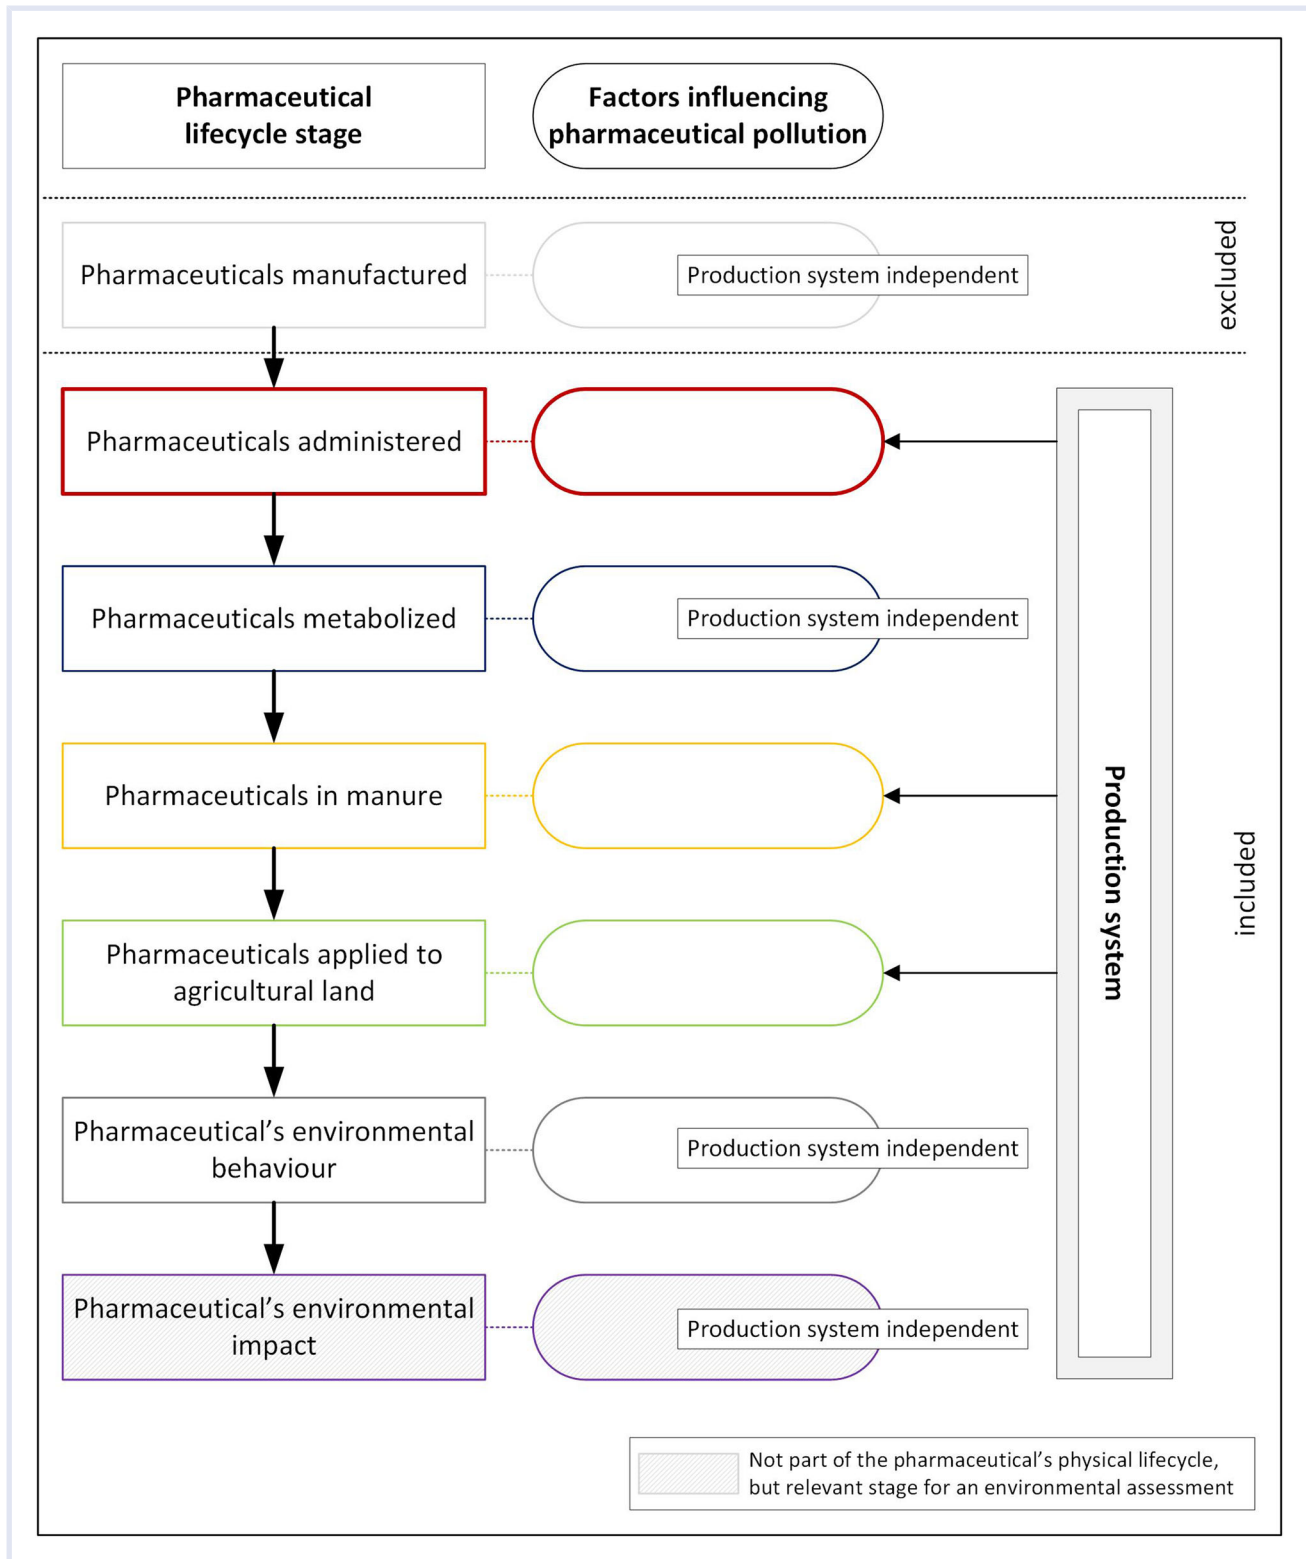 Pharmaceutical
lifecycle stage
Factors influencing
pharmaceutical pollution
Pharmaceuticals manufactured
Production system independent
excluded
Pharmaceuticals administered
Pharmaceuticals metabolized
Production system independent
Pharmaceuticals in manure
Pharmaceuticals applied to
agricultural land
Production system
included
Pharmaceutical’s environmental
behaviour
Production system independent
Pharmaceutical’s environmental
impact
Production system independent
Not part of the pharmaceutical’s physical lifecycle,
but relevant stage for an environmental assessment